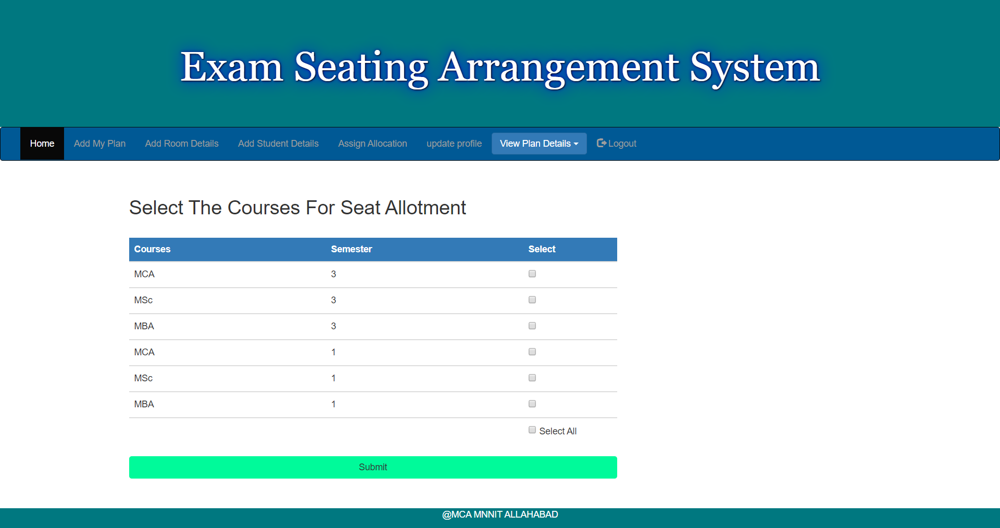 Exam Seating Arrangement System
Home Add My Plan Add Room Details Add Student Details Assign Allocation update profile View Plan Details Logout
Select The Courses For Seat Allotment
Courses Semester Select
MCA 3
MSc 3
MBA 3
MCA 1
MSc 1
MBA 1
Select All
Submit
@MCA MNNIT ALLAHABAD